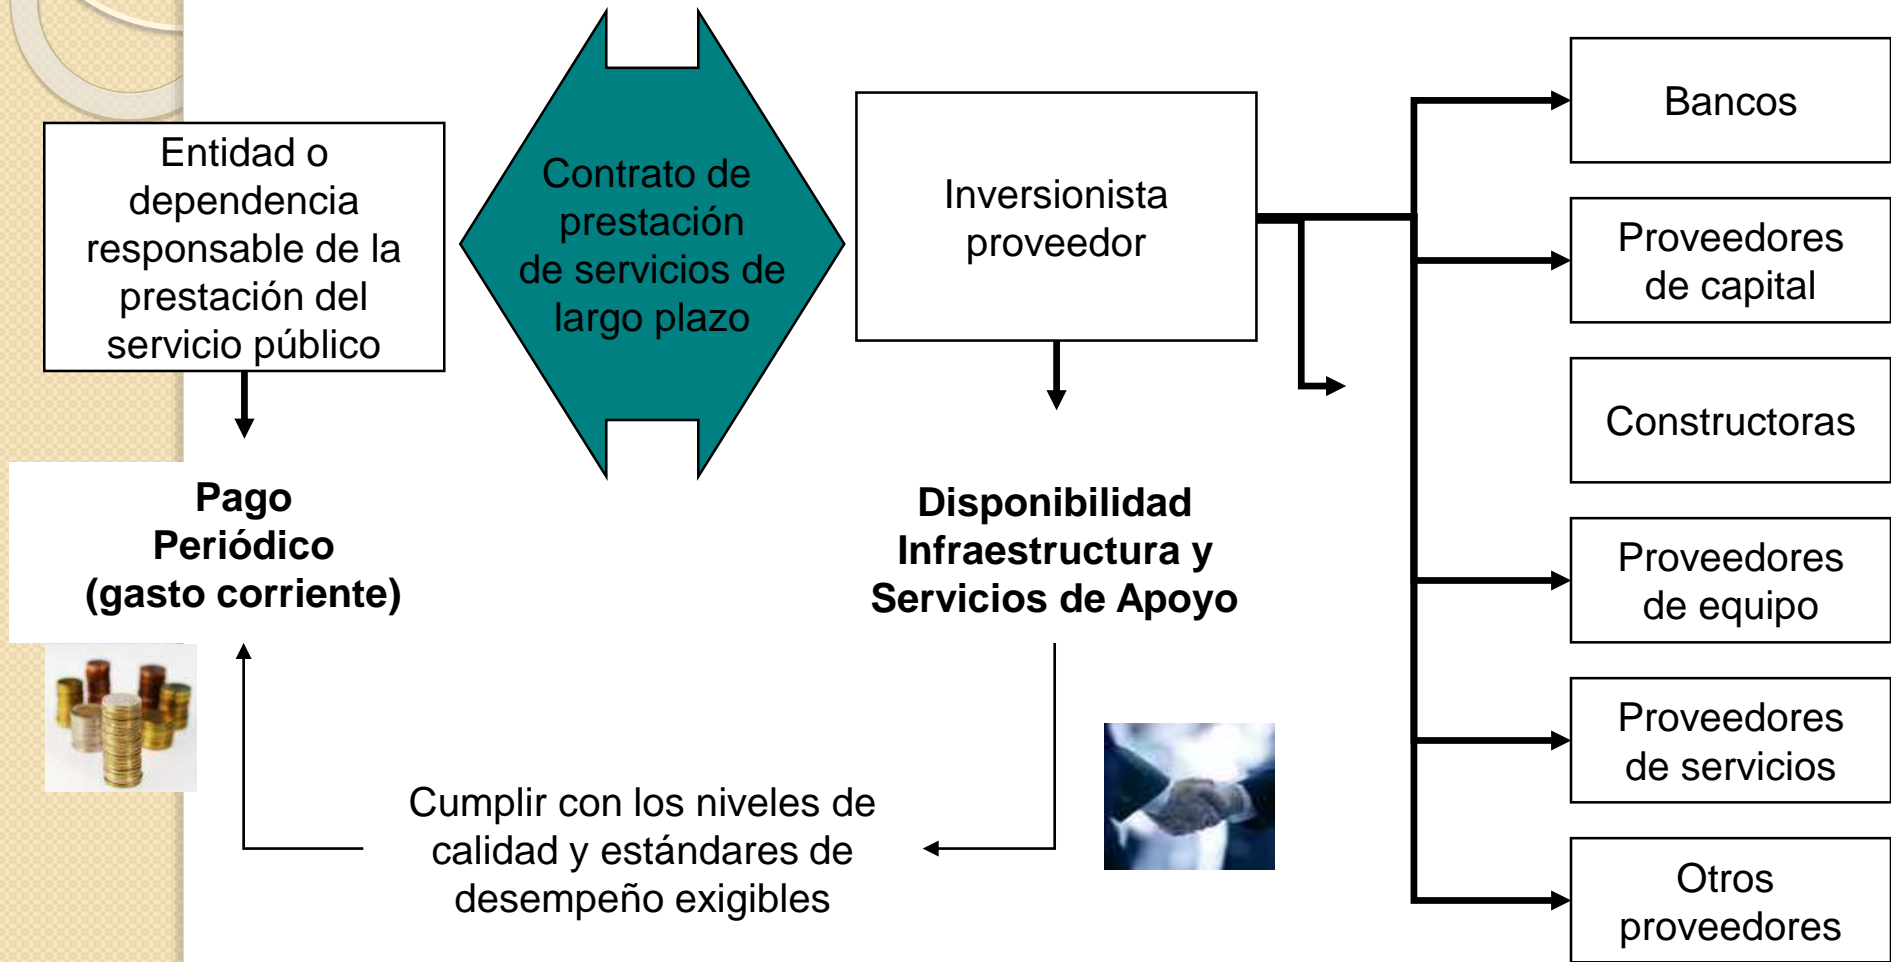 Entidad o
dependencia
responsable de la
prestación del
servicio público
Contrato de
prestación
de servicios de
largo plazo
Inversionista
proveedor
Bancos
Proveedores
de capital
Constructoras
Proveedores
de equipo
Proveedores
de servicios
Otros
proveedores
Pago
Periódico
(gasto corriente)
Disponibilidad
Infraestructura y
Servicios de Apoyo
Cumplir con los niveles de
calidad y estándares de
desempeño exigibles